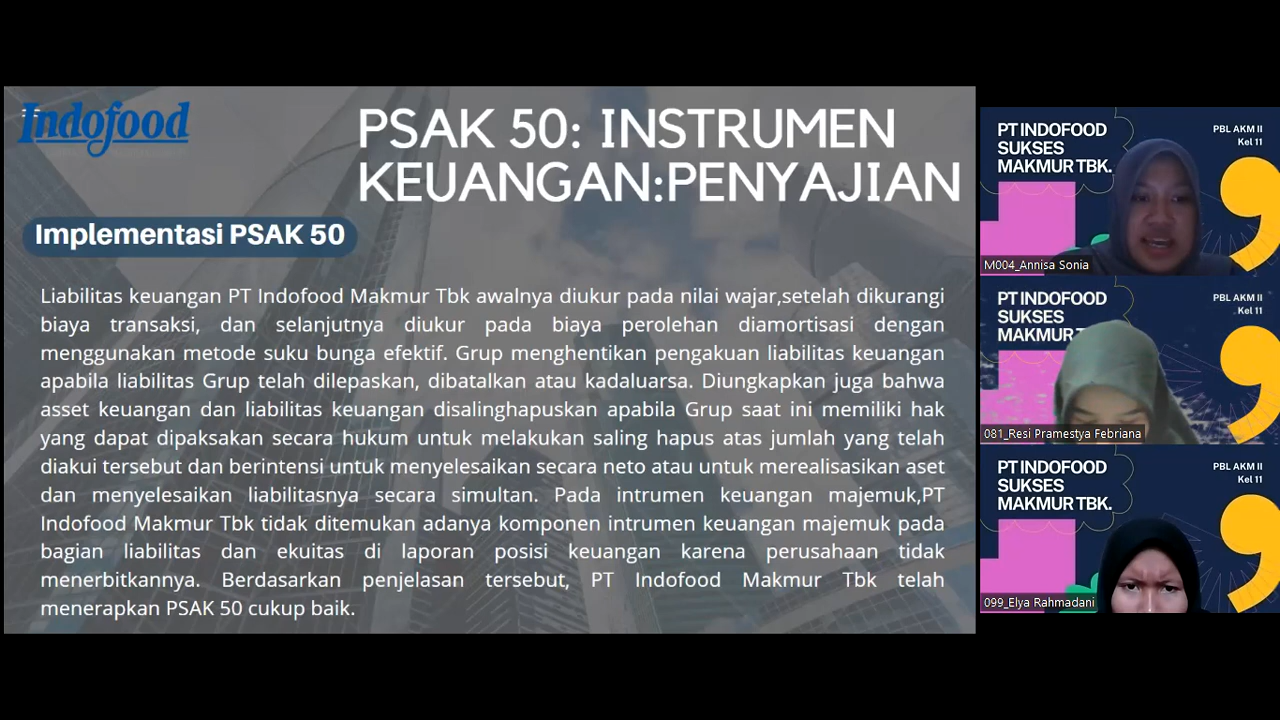 Indofood
PSAK 50: INSTRUMEN
KEUANGAN:PENYAJIAN
Implementasi PSAK 50
Liabilitas keuangan PT Indofood Makmur Tbk awalnya diukur pada nilai wajar,setelah dikurangi
biaya transaksi, dan selanjutnya diukur pada biaya perolehan diamortisasi dengan
menggunakan metode suku bunga efektif. Grup menghentikan pengakuan liabilitas keuangan
apabila liabilitas Grup telah dilepaskan, dibatalkan atau kadaluarsa. Diungkapkan juga bahwa
asset keuangan dan liabilitas keuangan disalinghapuskan apabila Grup saat ini memiliki hak
yang dapat dipaksakan secara hukum untuk melakukan saling hapus atas jumlah yang telah
diakui tersebut dan berintensi untuk menyelesaikan secara neto atau untuk merealisasikan aset
dan menyelesaikan liabilitasnya secara simultan. Pada intrumen keuangan majemuk,PT
Indofood Makmur Tbk tidak ditemukan adanya komponen intrumen keuangan majemuk pada
bagian liabilitas dan ekuitas di laporan posisi keuangan karena perusahaan tidak
menerbitkannya. Berdasarkan penjelasan tersebut, PT Indofood Makmur Tbk telah
menerapkan PSAK 50 cukup baik.
PT INDOFOOD
SUKSES
MAKMUR TBK.
PBL AKM II
Kel 11
M004_Annisa Sonia
PT INDOFOOD
SUKSES
MAKMUR T
PBL AKM II
Kel 11
081_Resi Pramestya Febriana
PT INDOFOOD
SUKSES
MAKMUR TBK.
PBL AKM II
Kel 11
099_Elya Rahmadani